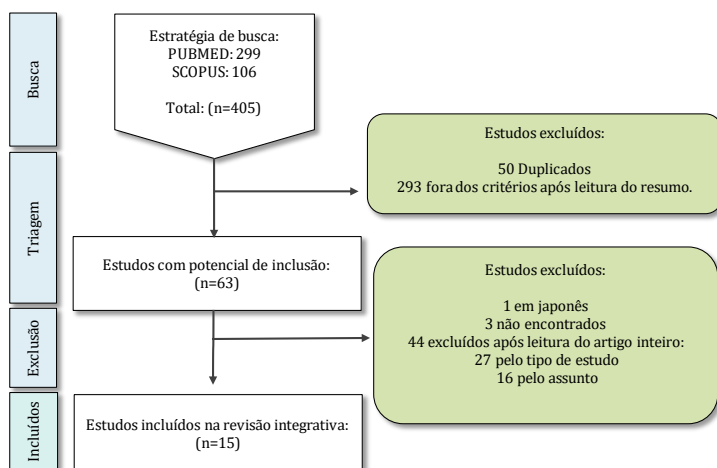 Busca
Estratégia de busca:
PUBMED: 299
SCOPUS: 106
Total: (n=405)
Estudos excluídos:
50 Duplicados
293 fora dos critérios após leitura do resumo.
Triagem
Estudos com potencial de inclusão:
(n=63)
Estudos excluídos:
1 em japonês
3 não encontrados
44 excluídos após leitura do artigo inteiro:
27 pelo tipo de estudo
16 pelo assunto
Exclusão
Incluídos
Estudos incluídos na revisão integrativa:
(n=15)